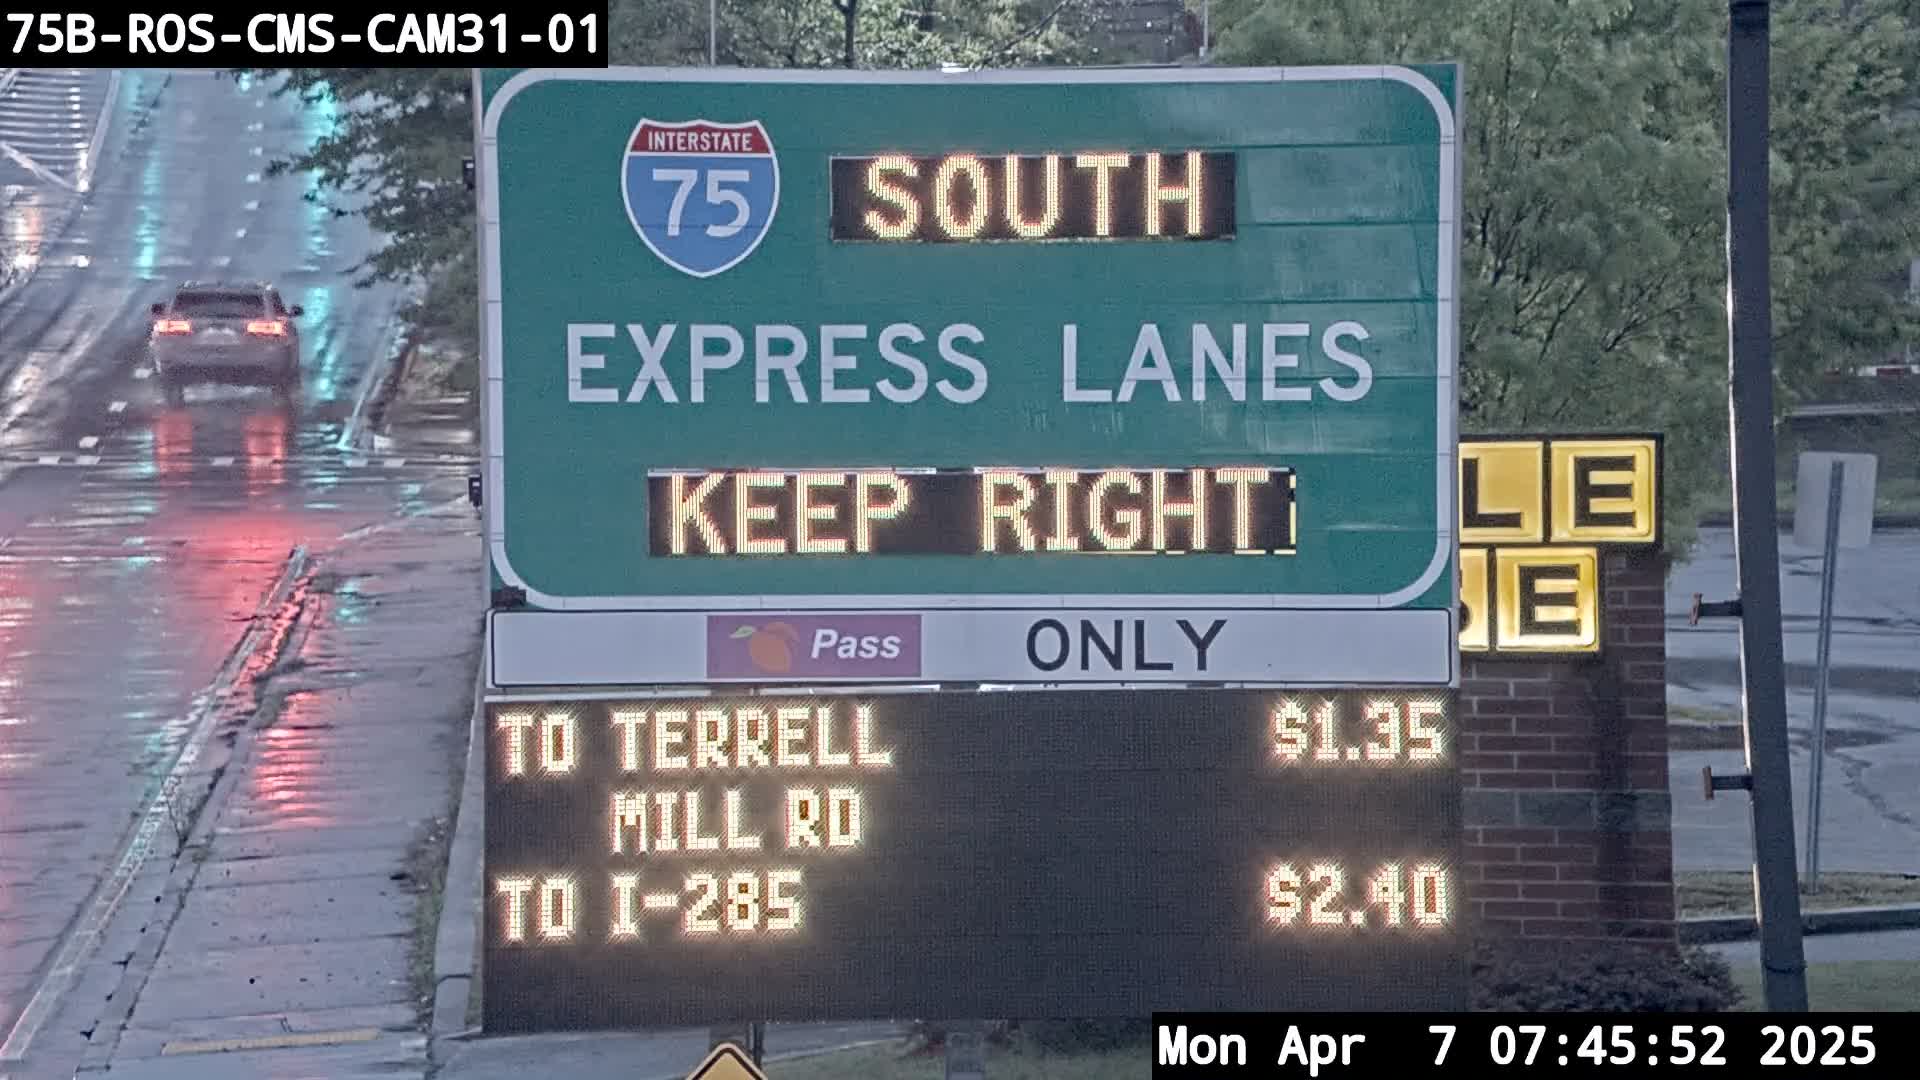 75B-ROS-CMS-CAM31-01
INTERSTATE
75
SOUTH
EXPRESS LANES
KEEP RIGHT
Pass ONLY
TO TERRELL $1.35
MILL RD
TO I-285 $2.40
LE
E
Mon Apr 7 07:45:52 2025